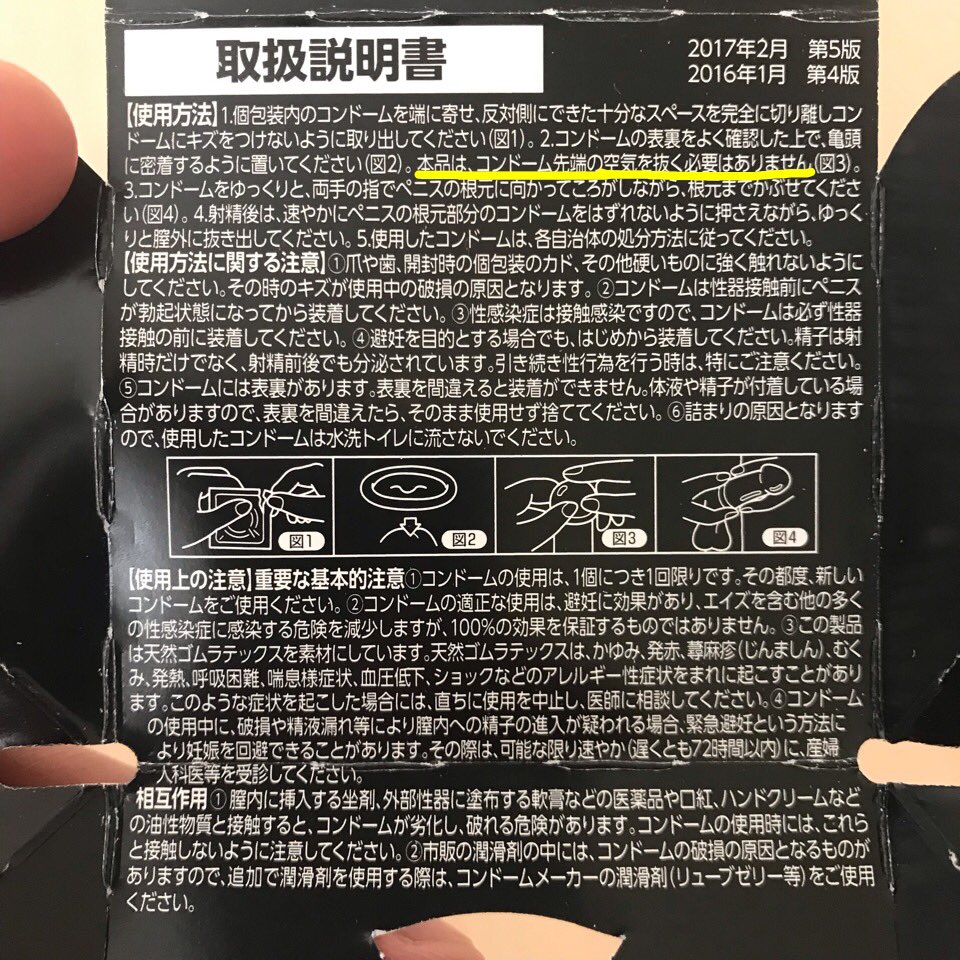 取扱説明書
2017年2月 第5版
2016年1月 第4版
【使用方法】1.個包装内のコンドームを端に寄せ、反対側にできた十分なスペースを完全に切り離しコン
ドームにキズをつけないように取り出してください(図1)。2.コンドームの表裏をよく確認した上で、亀頭
に密着するように置いてください(図2)。本品は、コンドーム先端の空気を抜く必要はありません(図3)。
3.コンドームをゆっくりと、両手の指でペニスの根元に向かってころがしながら、根元までかぶせてくださ
い(図4)。4.射精後は、速やかにペニスの根元部分のコンドームをはずれないように押さえながら、ゆっく
りと膣外に抜き出してください。5.使用したコンドームは、各自治体の処分方法に従ってください。
【使用方法に関する注意】①爪や歯、開封時の個包装のカド、その他硬いものに強く触れないように
してください。その時のキズが使用中の破損の原因となります。②コンドームは性器接触前にペニス
が勃起状態になってから装着してください。③性感染症は接触感染ですので、コンドームは必ず性器
接触の前に装着してください。④避妊を目的とする場合でも、はじめから装着してください。精子は射
精時だけでなく、射精前後でも分泌されています。引き続き性行為を行う時は、特にご注意ください。
⑤コンドームには表裏があります。表裏を間違えると装着ができません。体液や精子が付着している場
合がありますので、表裏を間違えたら、そのまま使用せず捨ててください。⑥詰まりの原因となります
ので、使用したコンドームは水洗トイレに流さないでください。
図1
図2
図3
図4
【使用上の注意】重要な基本的注意①コンドームの使用は、1個につき1回限りです。その都度、新しい
コンドームをご使用ください。②コンドームの適正な使用は、避妊に効果があり、エイズを含む他の多く
の性感染症に感染する危険を減少しますが、100%の効果を保証するものではありません。③この製品
は天然ゴムラテックスを素材にしています。天然ゴムラテックスは、かゆみ、発赤、蕁麻疹(じんましん)、むく
み、発熱、呼吸困難、喘息様症状、血圧低下、ショックなどのアレルギー性症状をまれに起こすことがあり
ます。このような症状を起こした場合には、直ちに使用を中止し、医師に相談してください。④コンドーム
の使用中に、破損や精液漏れ等により膣内への精子の進入が疑われる場合、緊急避妊という方法に
より妊娠を回避できることがあります。その際は、可能な限り速やか(遅くとも72時間以内)に、産婦
人科医等を受診してください。
相互作用①膣内に挿入する坐剤、外部性器に塗布する軟膏などの医薬品や口紅、ハンドクリームなど
の油性物質と接触すると、コンドームが劣化し、破れる危険があります。コンドームの使用時には、これら
と接触しないように注意してください。②市販の潤滑剤の中には、コンドームの破損の原因となるものが
ありますので、追加で潤滑剤を使用する際は、コンドームメーカーの潤滑剤(リューブゼリー等)をご使用
ください。